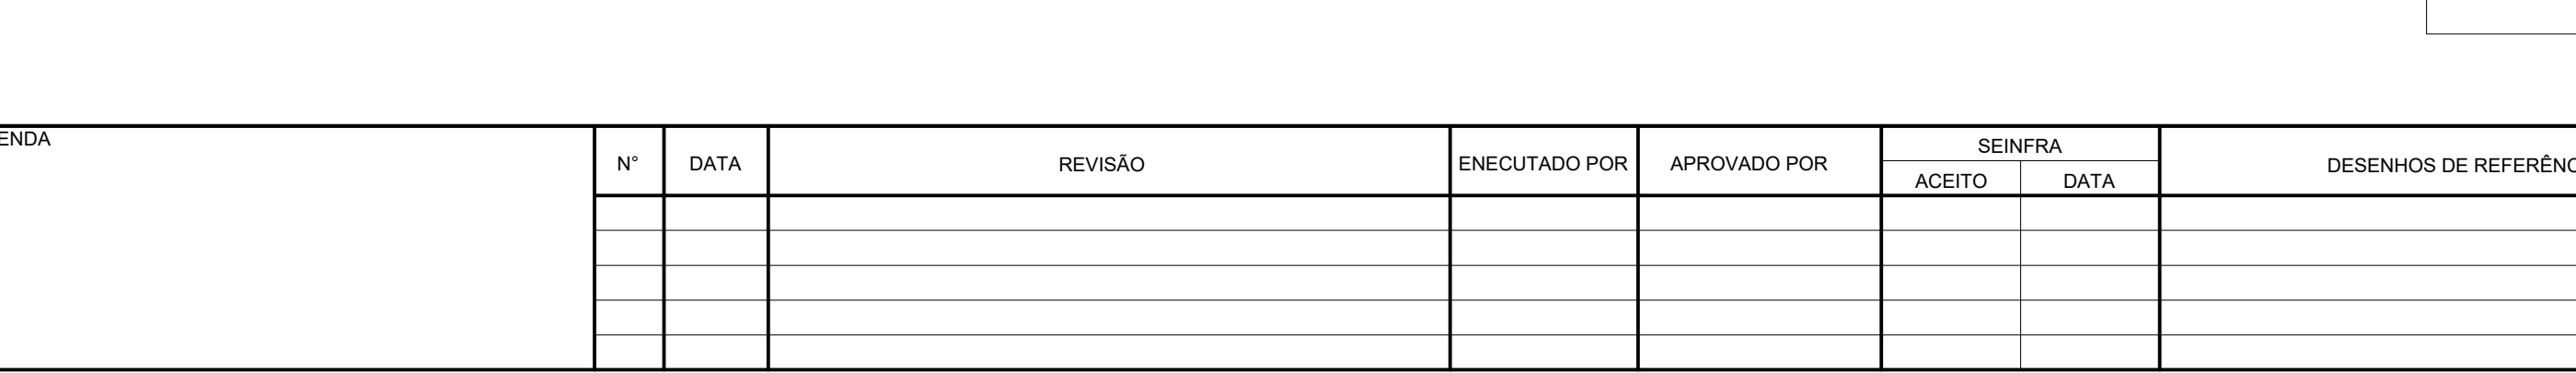 ENDA
N° DATA REVISÃO ENECUTADO POR APROVADO POR SEINFRA DESENHOS DE REFERÊNC
ACEITO DATA